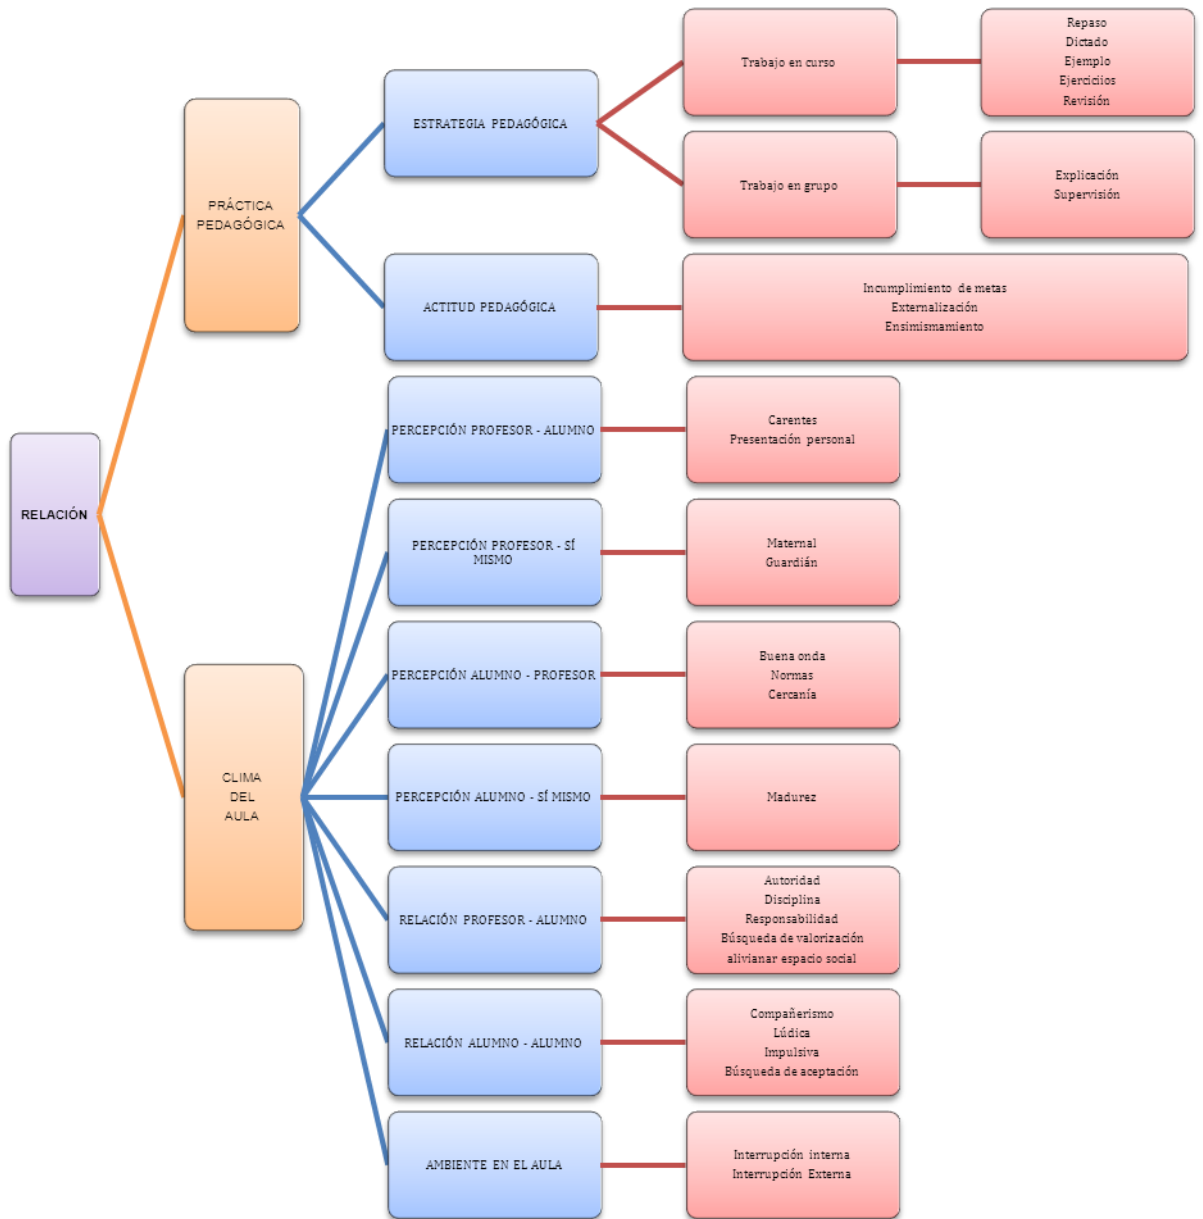 RELACIÓN
PRÁCTICA
PEDAGÓGICA
ESTRATEGIA PEDAGÓGICA
Trabajo en curso
Repaso
Dictado
Ejemplo
Ejerciciios
Revisión
Trabajo en grupo
Explicación
Supervisión
ACTITUD PEDAGÓGICA
Incumplimiento de metas
Externalización
Ensimismamiento
CLIMA
DEL
AULA
PERCEPCIÓN PROFESOR - ALUMNO
Carentes
Presentación personal
PERCEPCIÓN PROFESOR - SÍ
MISMO
Maternal
Guardián
PERCEPCIÓN ALUMNO - PROFESOR
Buena onda
Normas
Cercanía
PERCEPCIÓN ALUMNO - SÍ MISMO
Madurez
RELACIÓN PROFESOR - ALUMNO
Autoridad
Disciplina
Responsabilidad
Búsqueda de valorización
alivianar espacio social
RELACIÓN ALUMNO - ALUMNO
Compañerismo
Lúdica
Impulsiva
Búsqueda de aceptación
AMBIENTE EN EL AULA
Interrupción interna
Interrupción Externa